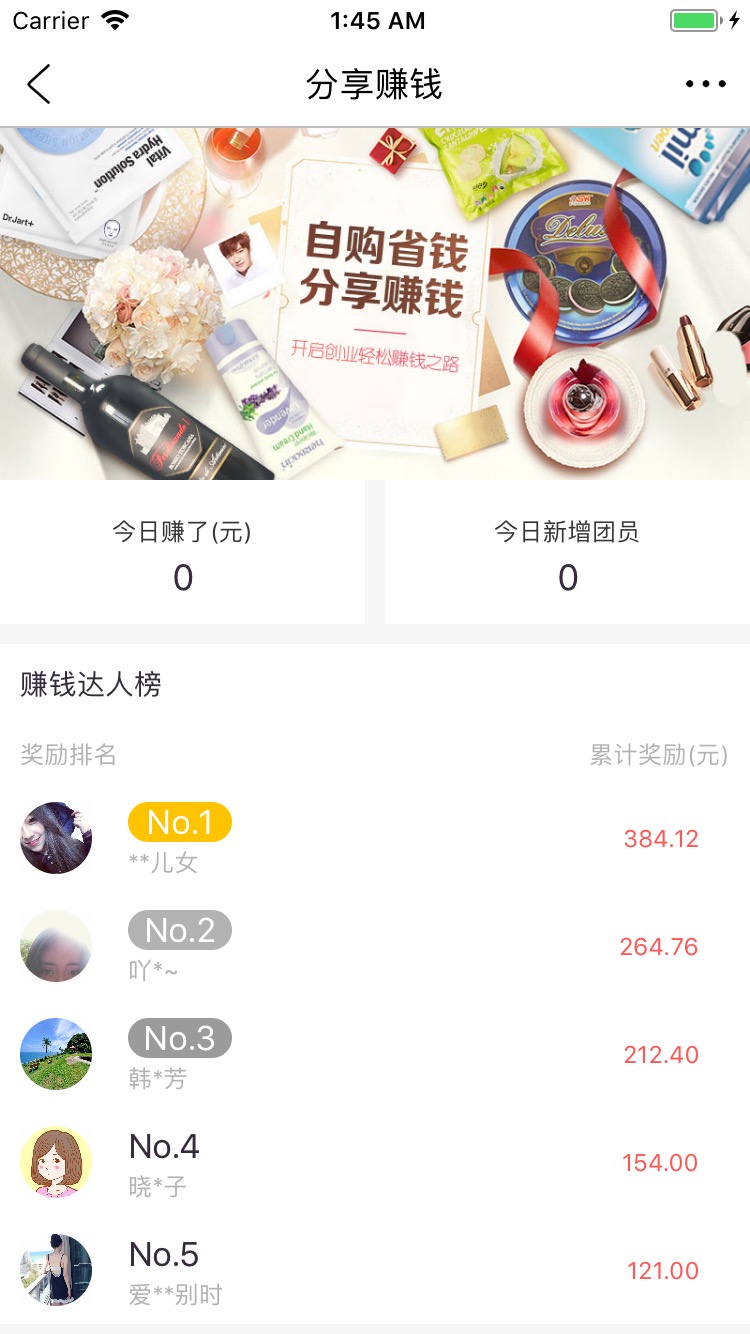 Carrier 1:45 AM
分享赚钱
Vital
Hydra Solution
Dr.Jart+
自购省钱
分享赚钱
开启创业轻松赚钱之路
Lavender
Hand Cream
今日赚了(元)
今日新增团员
0
0
赚钱达人榜
奖励排名
累计奖励(元)
No.1
**儿女
384.12
No.2
吖*~
264.76
No.3
韩*芳
212.40
No.4
晓*子
154.00
No.5
爱**别时
121.00